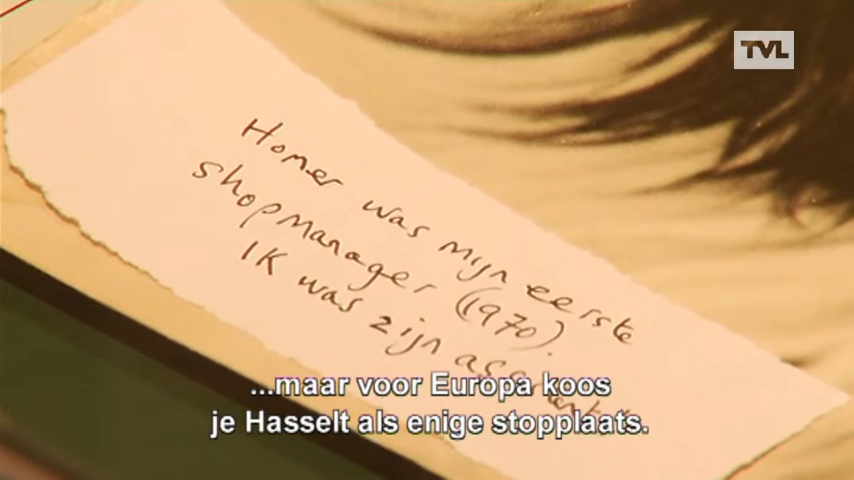 TVL
Homer was mijn eerste
shopmanager (1970).
IK was zijn assistent
...maar voor Europa koos
je Hasselt als enige stopplaats.